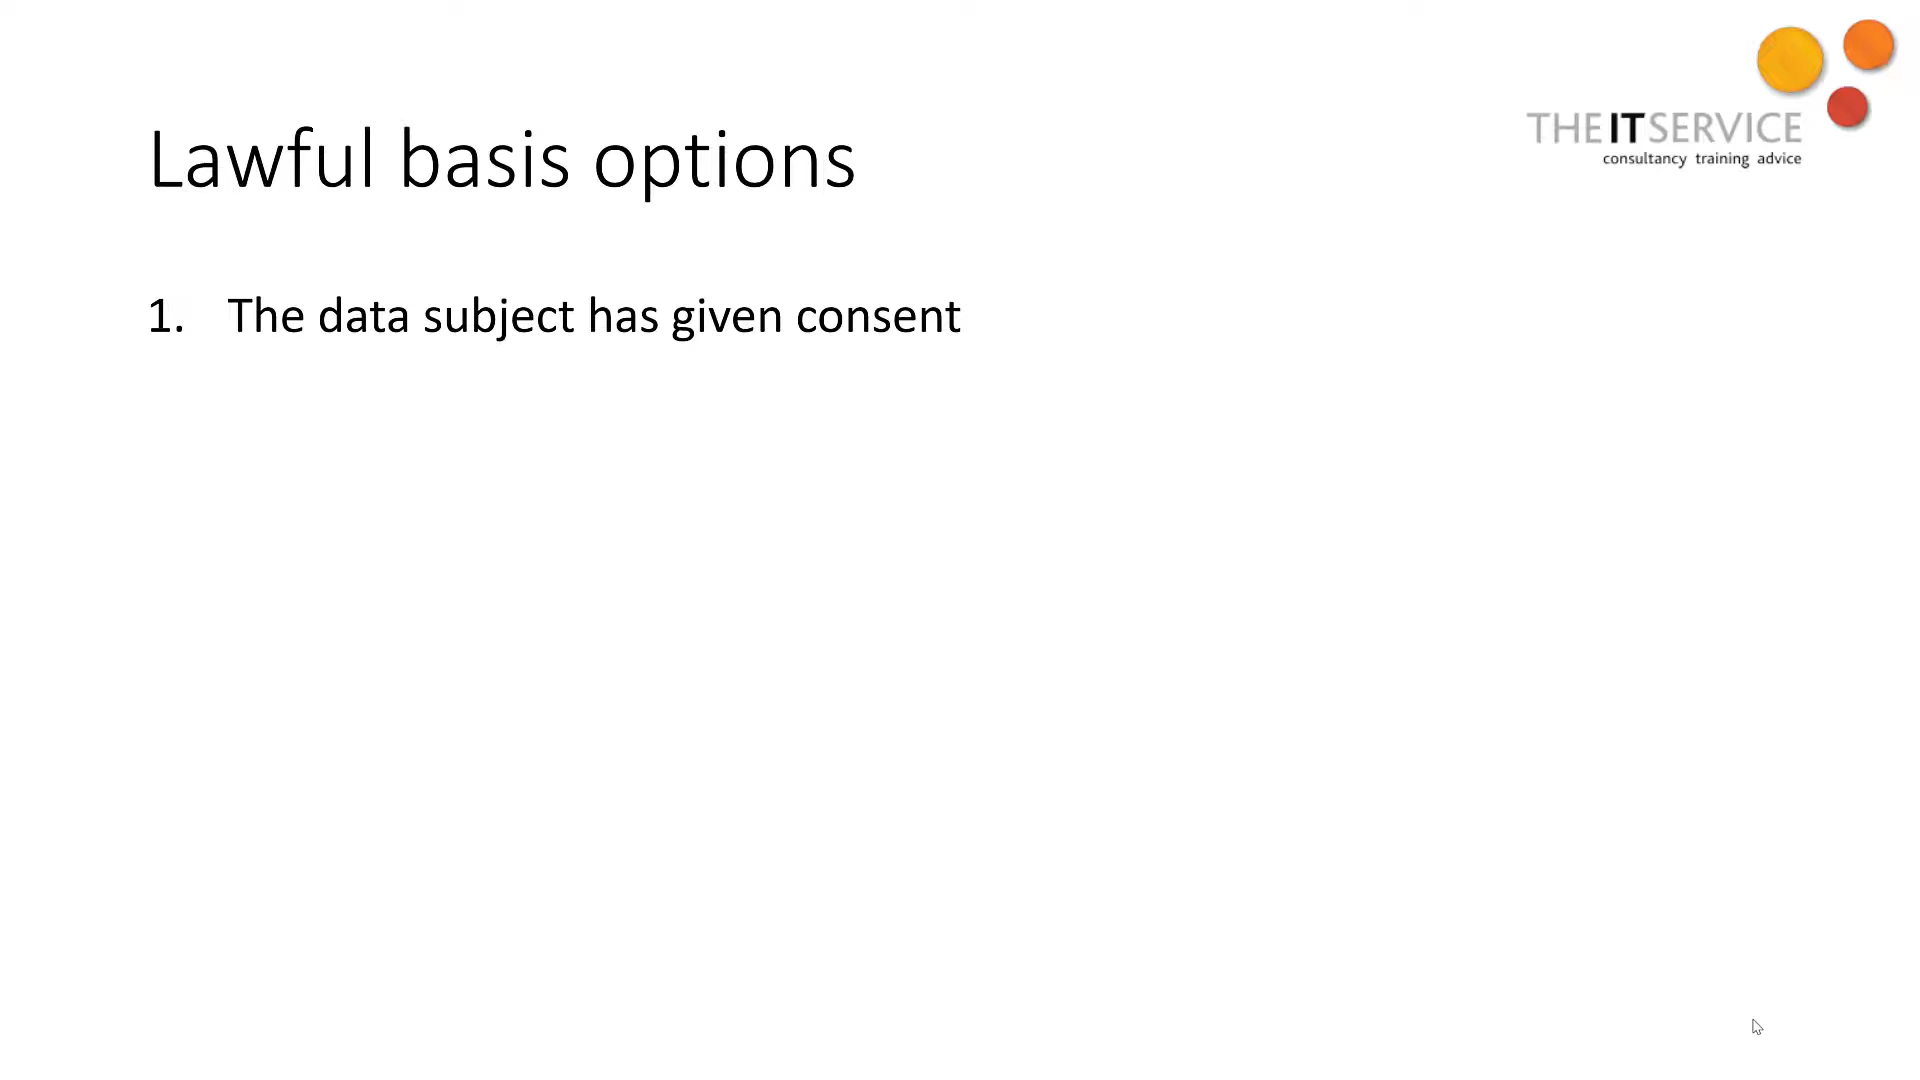 THE IT SERVICE
consultancy training advice
Lawful basis options
1. The data subject has given consent